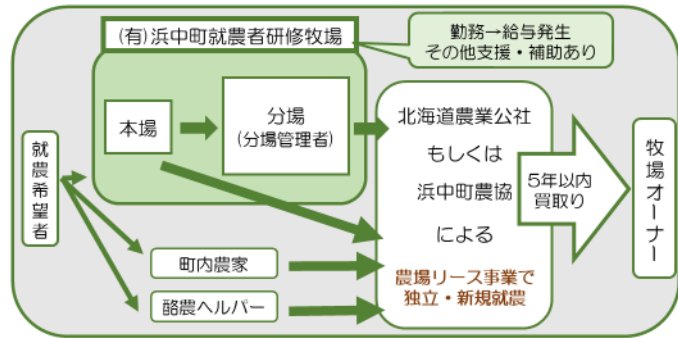 (有)浜中町就農者研修牧場
勤務→給与発生
その他支援・補助あり
就農希望者
本場
分場
(分場管理者)
町内農家
酪農ヘルパー
北海道農業公社
もしくは
浜中町農協
による
農場リース事業で
独立・新規就農
5年以内
買取り
牧場オーナー